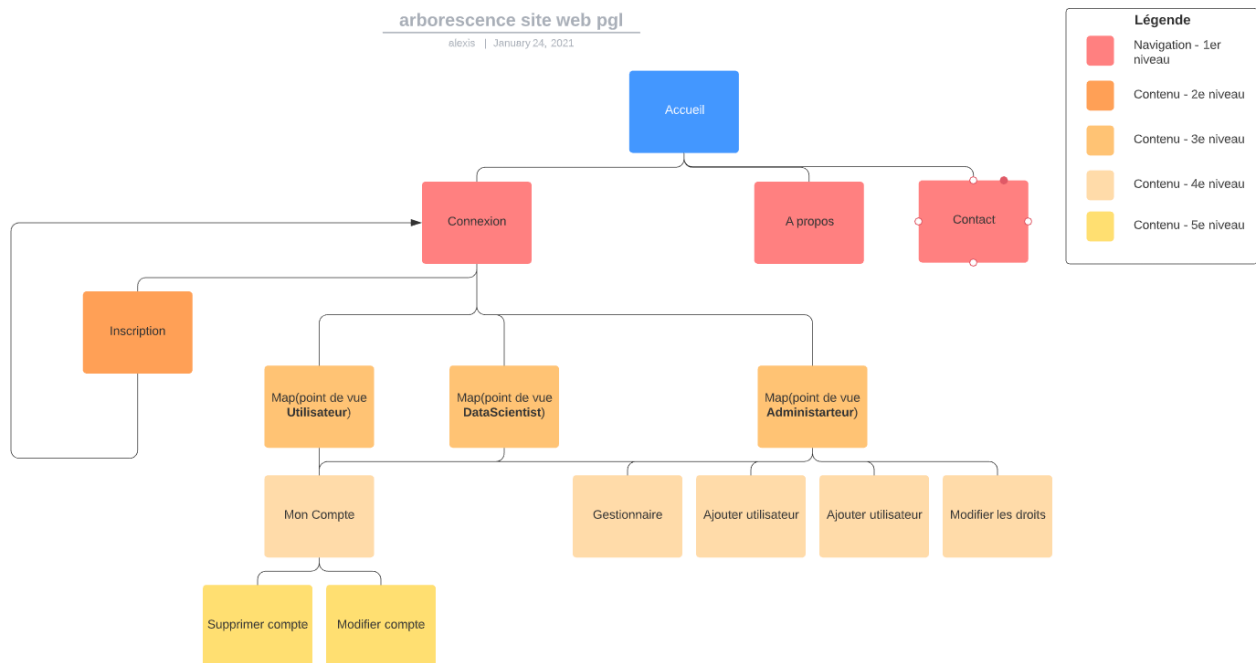 arborescence site web pgl
alexis | January 24, 2021
Légende
Navigation - 1er
niveau
Contenu - 2e niveau
Contenu - 3e niveau
Contenu - 4e niveau
Contenu - 5e niveau
Accueil
Connexion
A propos
Contact
Inscription
Map(point de vue
Utilisateur)
Map(point de vue
DataScientist)
Map(point de vue
Administarteur)
Mon Compte
Gestionnaire
Ajouter utilisateur
Ajouter utilisateur
Modifier les droits
Supprimer compte
Modifier compte